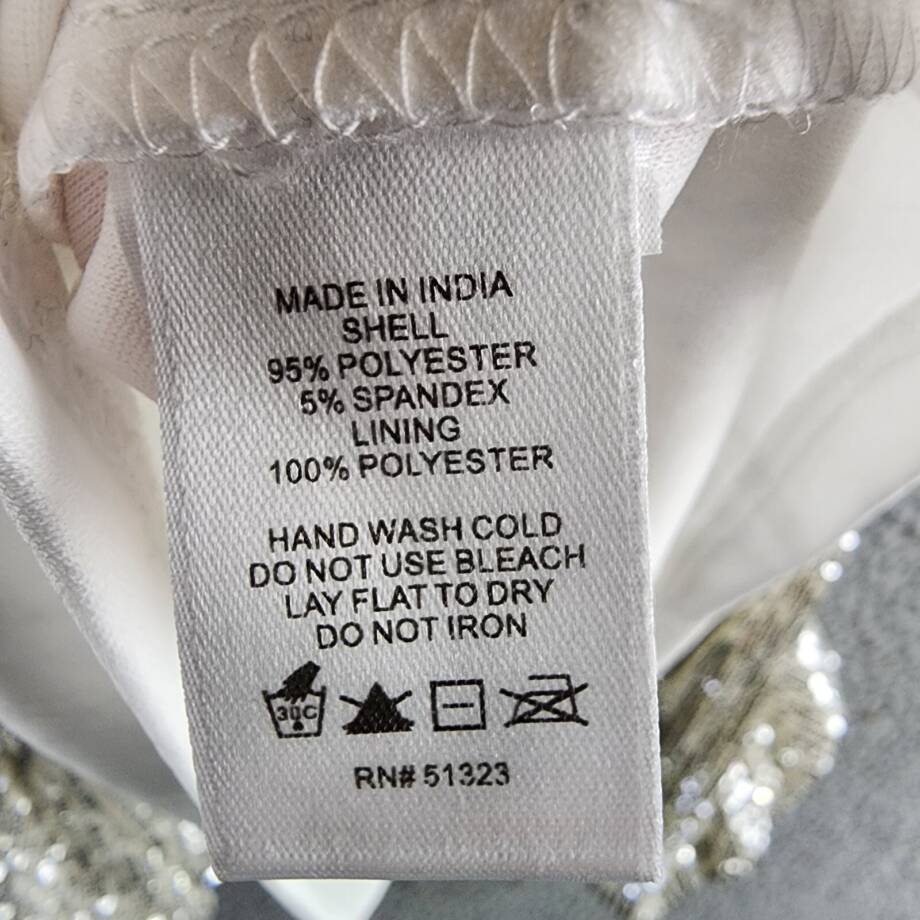 MADE IN INDIA
SHELL
95% POLYESTER
5% SPANDEX
LINING
100% POLYESTER
HAND WASH COLD
DO NOT USE BLEACH
LAY FLAT TO DRY
DO NOT IRON
30C
RN# 51323